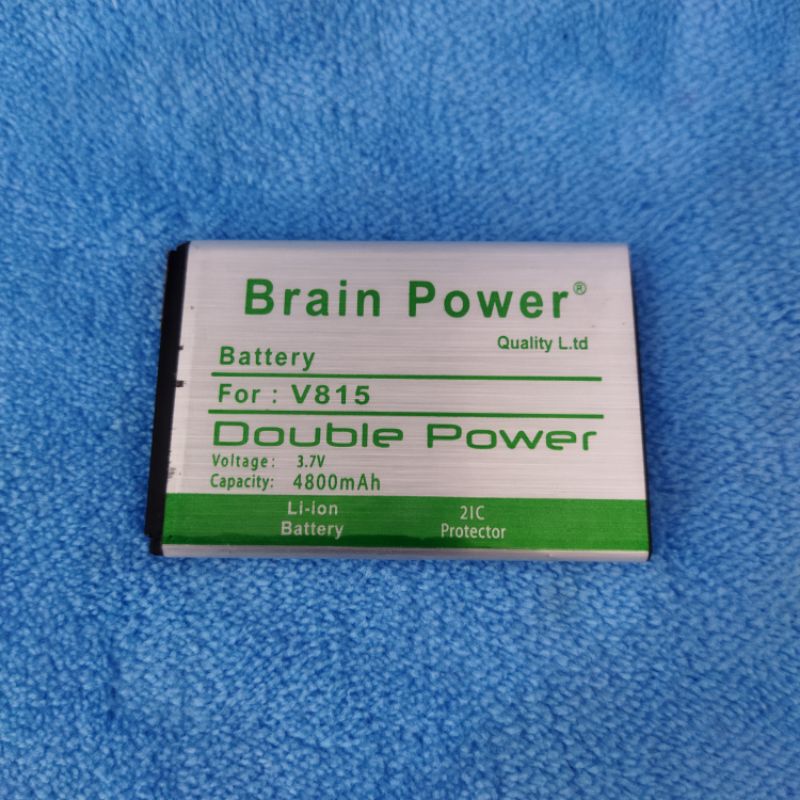 Brain Power®
Quality L.td
Battery
For : V815
Double Power
Voltage : 3.7V
Capacity: 4800mAh
Li-ion Battery
2IC Protector